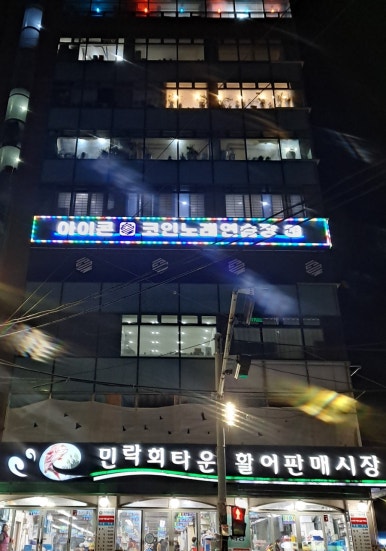 아이콘 코인노래연습장
민락회타운 활어판매시장